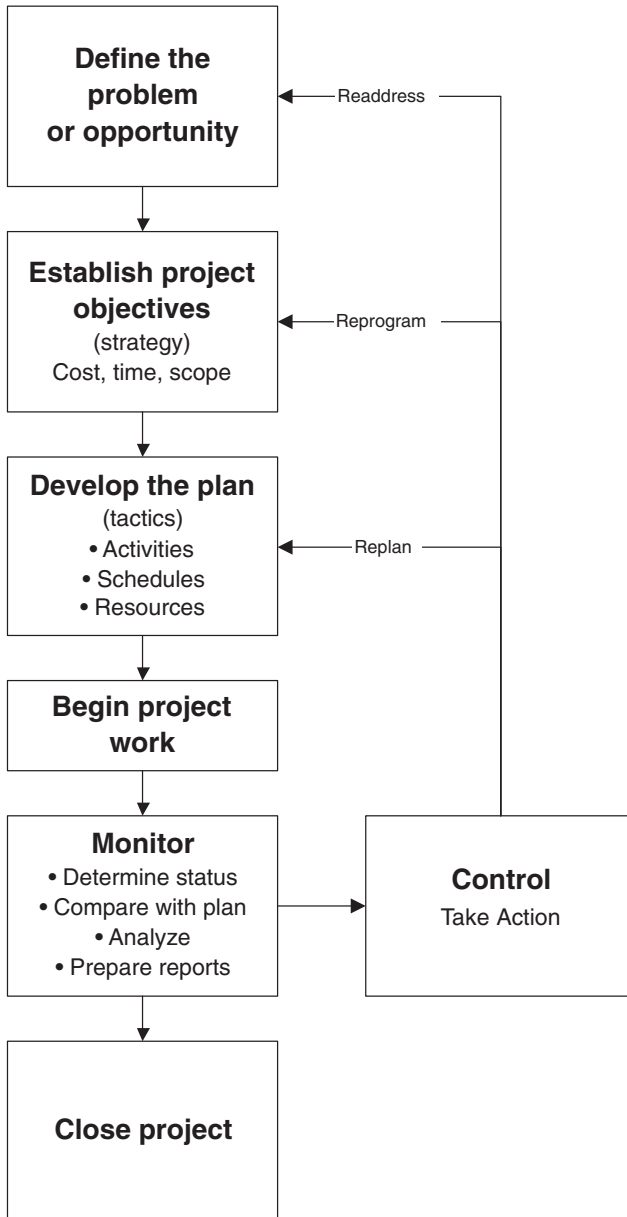 Define the
problem
or opportunity
Readdress
Establish project
objectives
(strategy)
Cost, time, scope
Reprogram
Develop the plan
(tactics)
• Activities
• Schedules
• Resources
Replan
Begin project
work
Monitor
• Determine status
• Compare with plan
• Analyze
• Prepare reports
Control
Take Action
Close project